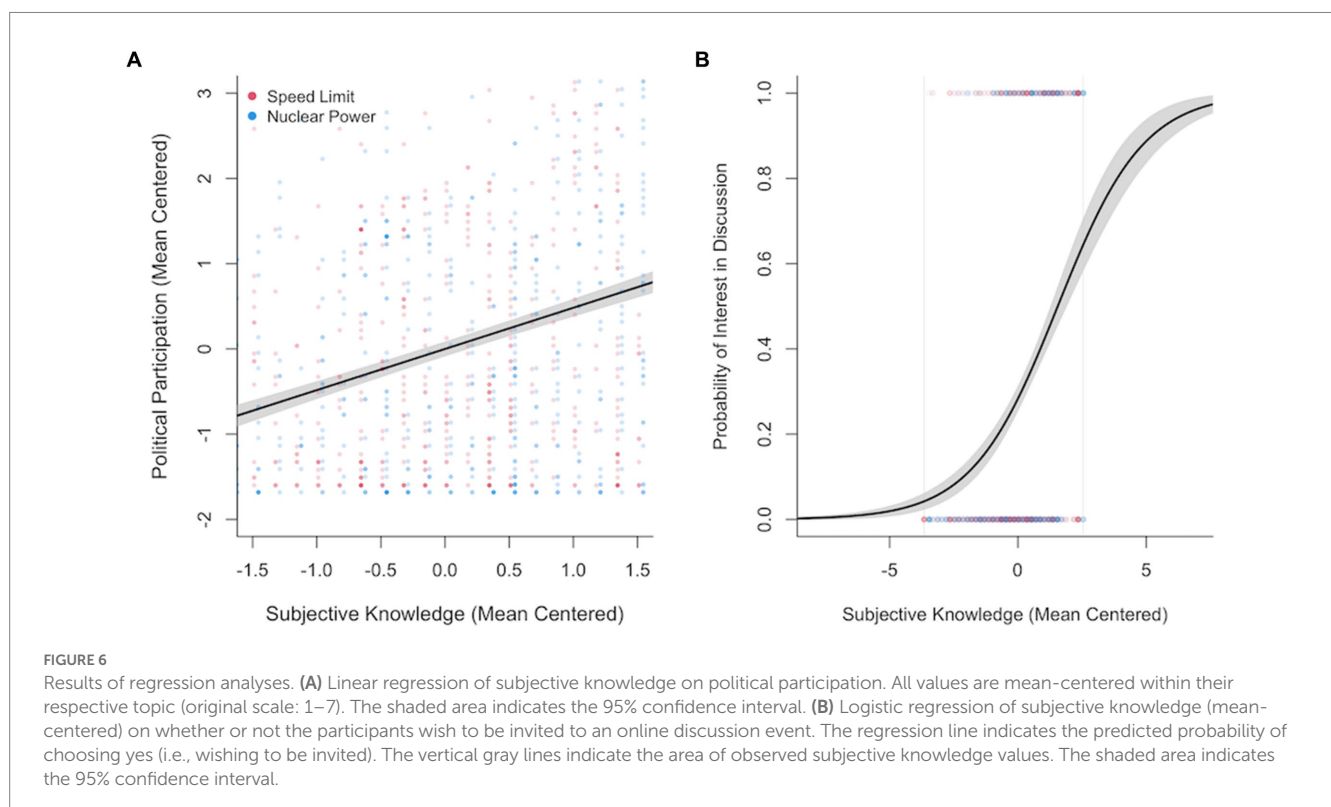 A
B
3
2
1
0
-1
-2
Political Participation (Mean Centered)
Speed Limit
Nuclear Power
-1.5 -1.0 -0.5 0.0 0.5 1.0 1.5
Subjective Knowledge (Mean Centered)
1.0
0.8
0.6
0.4
0.2
0.0
Probability of Interest in Discussion
-5 0 5
Subjective Knowledge (Mean Centered)
FIGURE 6
Results of regression analyses. (A) Linear regression of subjective knowledge on political participation. All values are mean-centered within their
respective topic (original scale: 1–7). The shaded area indicates the 95% confidence interval. (B) Logistic regression of subjective knowledge (mean-
centered) on whether or not the participants wish to be invited to an online discussion event. The regression line indicates the predicted probability of
choosing yes (i.e., wishing to be invited). The vertical gray lines indicate the area of observed subjective knowledge values. The shaded area indicates
the 95% confidence interval.